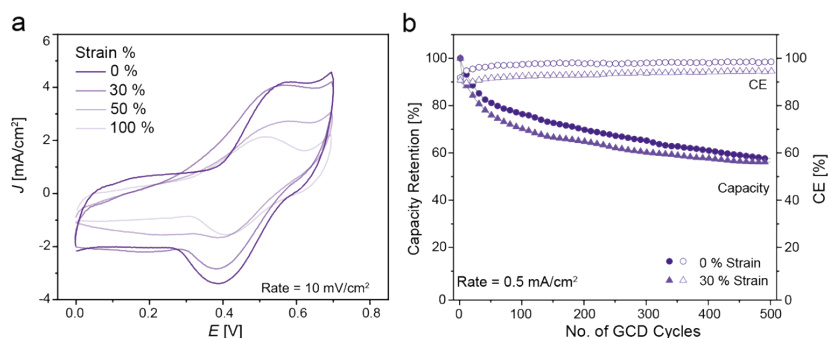 a
Strain %
0 %
30 %
50 %
100 %
Rate = 10 mV/cm²
J [mA/cm²]
6
4
2
0
-2
-4
0.0 0.2 0.4 0.6 0.8
E [V]
b
CE
Capacity
0 % Strain
30 % Strain
Rate = 0.5 mA/cm²
Capacity Retention [%]
100
80
60
40
20
0
CE [%]
100
80
60
40
20
0
0 100 200 300 400 500
No. of GCD Cycles